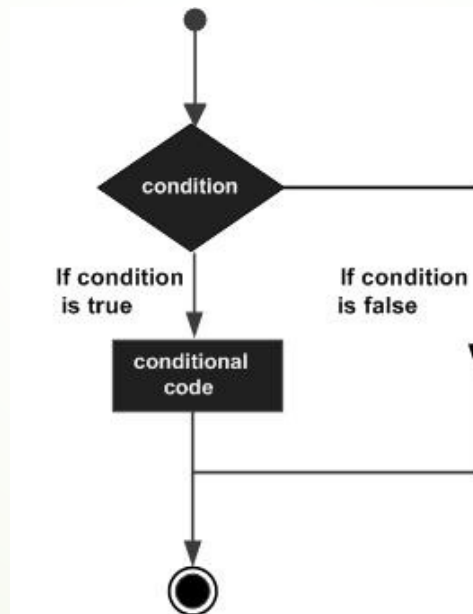 condition
If condition
is true
If condition
is false
conditional
code